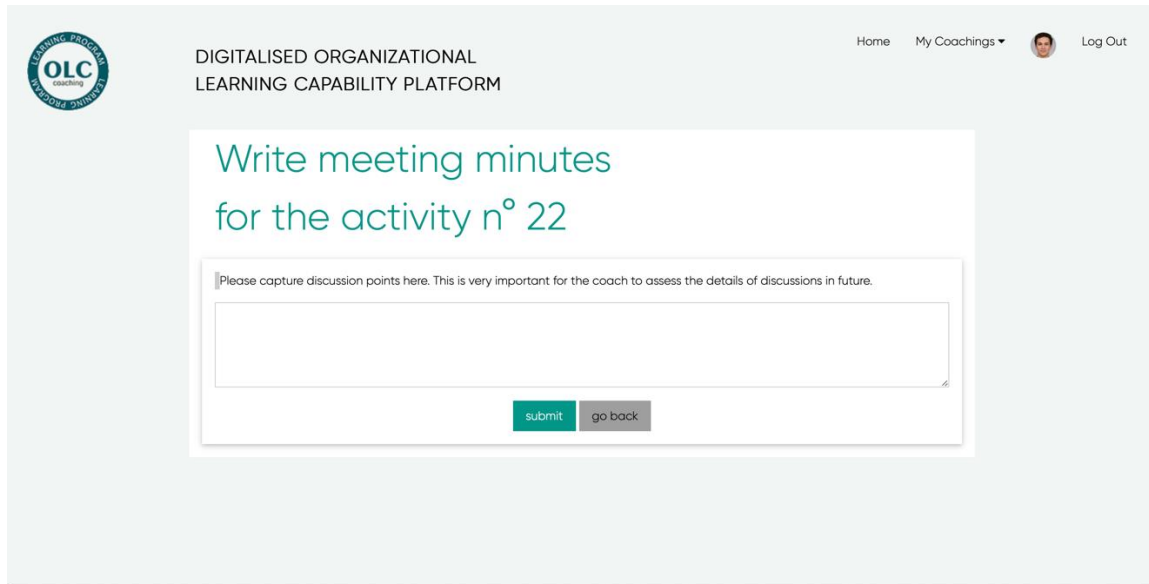 LEARNING PROGRAM
OLC
coaching
LEARNING PROGRAM
DIGITALISED ORGANIZATIONAL
LEARNING CAPABILITY PLATFORM
Home My Coachings Log Out
Write meeting minutes
for the activity n° 22
Please capture discussion points here. This is very important for the coach to assess the details of discussions in future.
submit go back